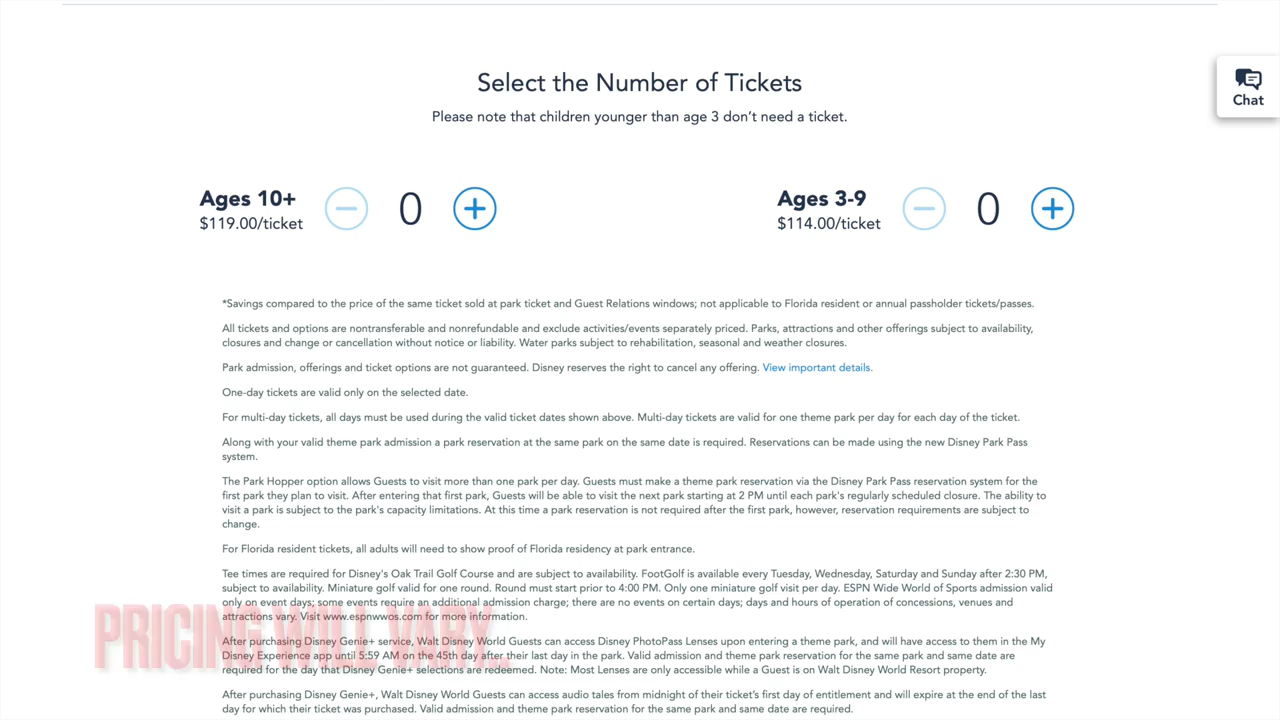 Select the Number of Tickets
Please note that children younger than age 3 don’t need a ticket.
Chat
Ages 10+
$119.00/ticket
0
Ages 3-9
$114.00/ticket
0
*Savings compared to the price of the same ticket sold at park ticket and Guest Relations windows; not applicable to Florida resident or annual passholder tickets/passes.
All tickets and options are nontransferable and nonrefundable and exclude activities/events separately priced. Parks, attractions and other offerings subject to availability,
closures and change or cancellation without notice or liability. Water parks subject to rehabilitation, seasonal and weather closures.
Park admission, offerings and ticket options are not guaranteed. Disney reserves the right to cancel any offering. View important details.
One-day tickets are valid only on the selected date.
For multi-day tickets, all days must be used during the valid ticket dates shown above. Multi-day tickets are valid for one theme park per day for each day of the ticket.
Along with your valid theme park admission a park reservation at the same park on the same date is required. Reservations can be made using the new Disney Park Pass
system.
The Park Hopper option allows Guests to visit more than one park per day. Guests must make a theme park reservation via the Disney Park Pass reservation system for the
first park they plan to visit. After entering that first park, Guests will be able to visit the next park starting at 2 PM until each park's regularly scheduled closure. The ability to
visit a park is subject to the park's capacity limitations. At this time a park reservation is not required after the first park, however, reservation requirements are subject to
change.
For Florida resident tickets, all adults will need to show proof of Florida residency at park entrance.
Tee times are required for Disney's Oak Trail Golf Course and are subject to availability. FootGolf is available every Tuesday, Wednesday, Saturday and Sunday after 2:30 PM,
subject to availability. Miniature golf valid for one round. Round must start prior to 4:00 PM. Only one miniature golf visit per day. ESPN Wide World of Sports admission valid
only on event days; some events require an additional admission charge; there are no events on certain days; days and hours of operation of concessions, venues and
attractions vary. Visit www.espnwwos.com for more information.
PRICING WILL VARY..
After purchasing Disney Genie+ service, Walt Disney World Guests can access Disney PhotoPass Lenses upon entering a theme park, and will have access to them in the My
Disney Experience app until 5:59 AM on the 45th day after their last day in the park. Valid admission and theme park reservation for the same park and same date are
required for the day that Disney Genie+ selections are redeemed. Note: Most Lenses are only accessible while a Guest is on Walt Disney World Resort property.
After purchasing Disney Genie+, Walt Disney World Guests can access audio tales from midnight of their ticket’s first day of entitlement and will expire at the end of the last
day for which their ticket was purchased. Valid admission and theme park reservation for the same park and same date are required.